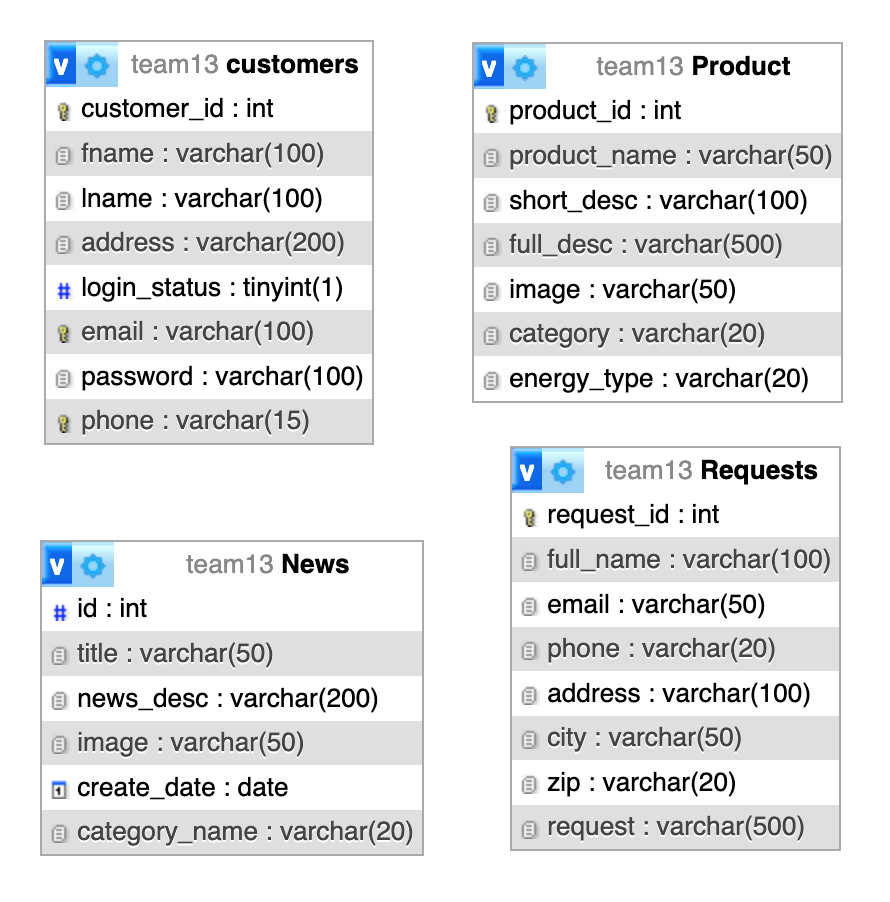 v team13 customers
customer_id : int
fname : varchar(100)
lname : varchar(100)
address : varchar(200)
# login_status : tinyint(1)
email : varchar(100)
password : varchar(100)
phone : varchar(15)
v team13 Product
product_id : int
product_name : varchar(50)
short_desc : varchar(100)
full_desc : varchar(500)
image : varchar(50)
category : varchar(20)
energy_type : varchar(20)
v team13 News
# id : int
title : varchar(50)
news_desc : varchar(200)
image : varchar(50)
create_date : date
category_name : varchar(20)
v team13 Requests
request_id : int
full_name : varchar(100)
email : varchar(50)
phone : varchar(20)
address : varchar(100)
city : varchar(50)
zip : varchar(20)
request : varchar(500)